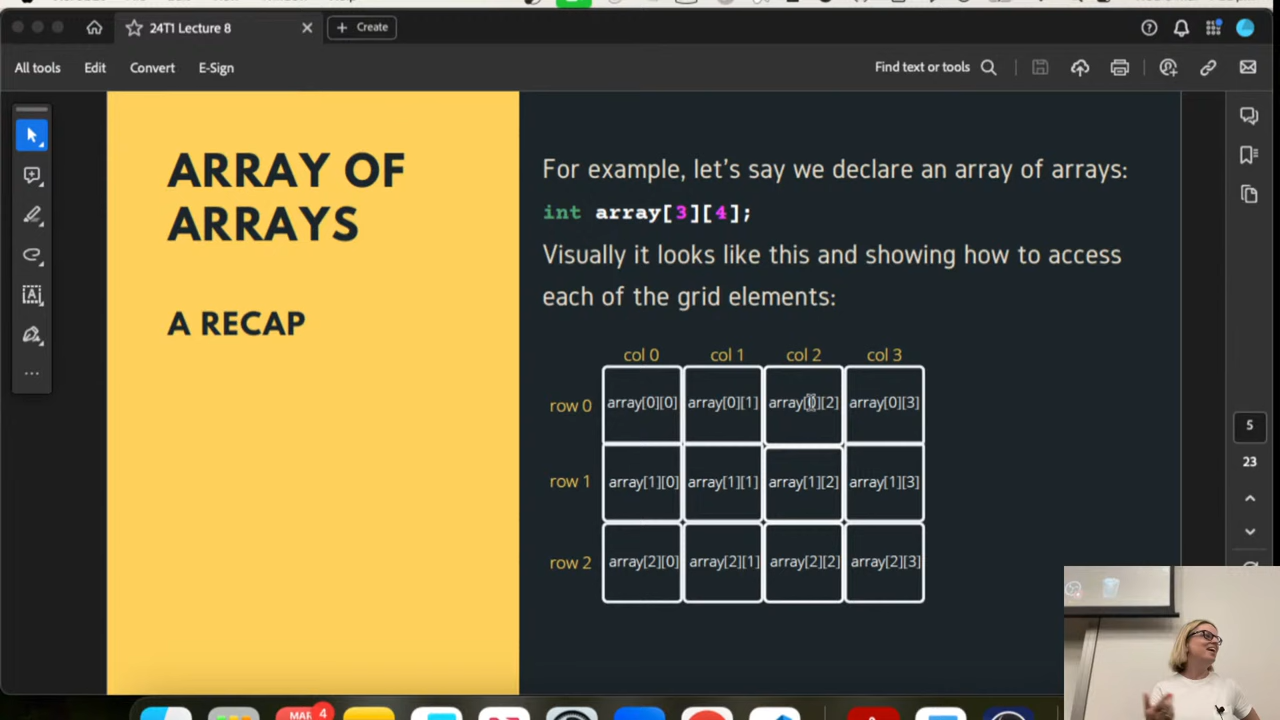 24T1 Lecture 8
+ Create
All tools Edit Convert E-Sign
Find text or tools
ARRAY OF
ARRAYS
A RECAP
For example, let's say we declare an array of arrays:
int array[3][4];
Visually it looks like this and showing how to access
each of the grid elements:
col 0 col 1 col 2 col 3
row 0 array[0][0] array[0][1] array[0][2] array[0][3]
row 1 array[1][0] array[1][1] array[1][2] array[1][3]
row 2 array[2][0] array[2][1] array[2][2] array[2][3]
5
23
MAR 4